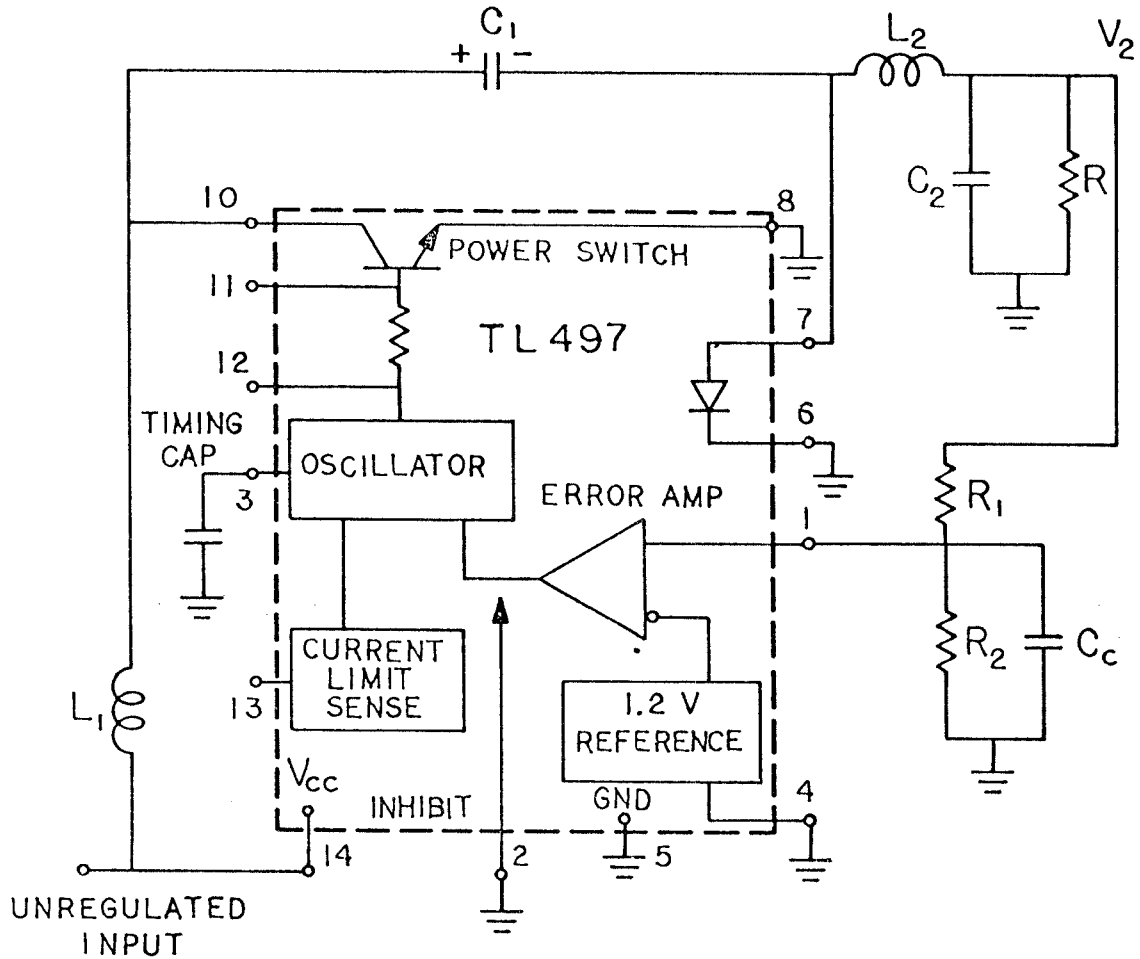 C1
+ −
L2
V2
C2
R
10
8
POWER SWITCH
11
TL497
7
12
6
TIMING
CAP
OSCILLATOR
3
ERROR AMP
1
R1
R2
Cc
CURRENT
LIMIT
SENSE
13
L1
1.2 V
REFERENCE
Vcc
INHIBIT
GND
4
14
2
5
UNREGULATED
INPUT